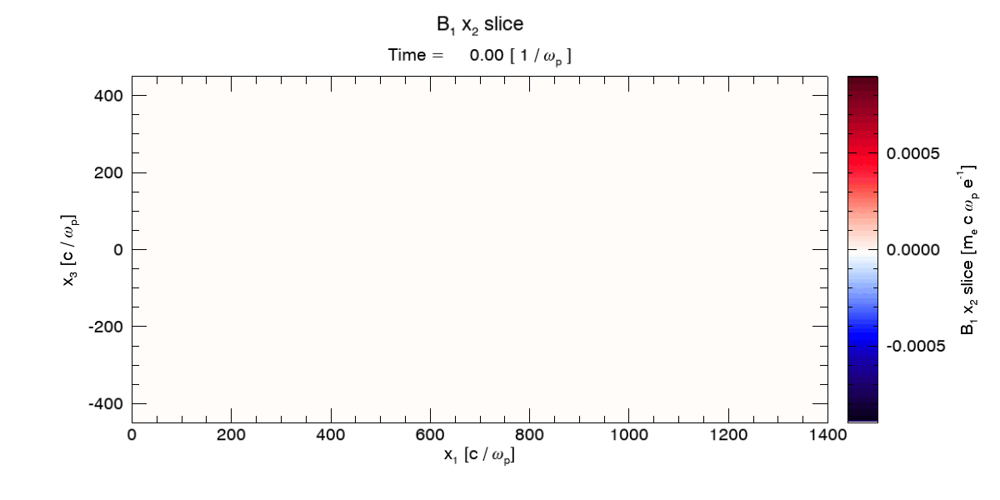 B₁ x₂ slice
Time = 0.00 [ 1 / ωₚ ]
400
200
0
-200
-400
x₃ [c / ωₚ]
0 200 400 600 800 1000 1200 1400
x₁ [c / ωₚ]
0.0005
0.0000
-0.0005
B₁ x₂ slice [mₑ c ωₚ e⁻¹]